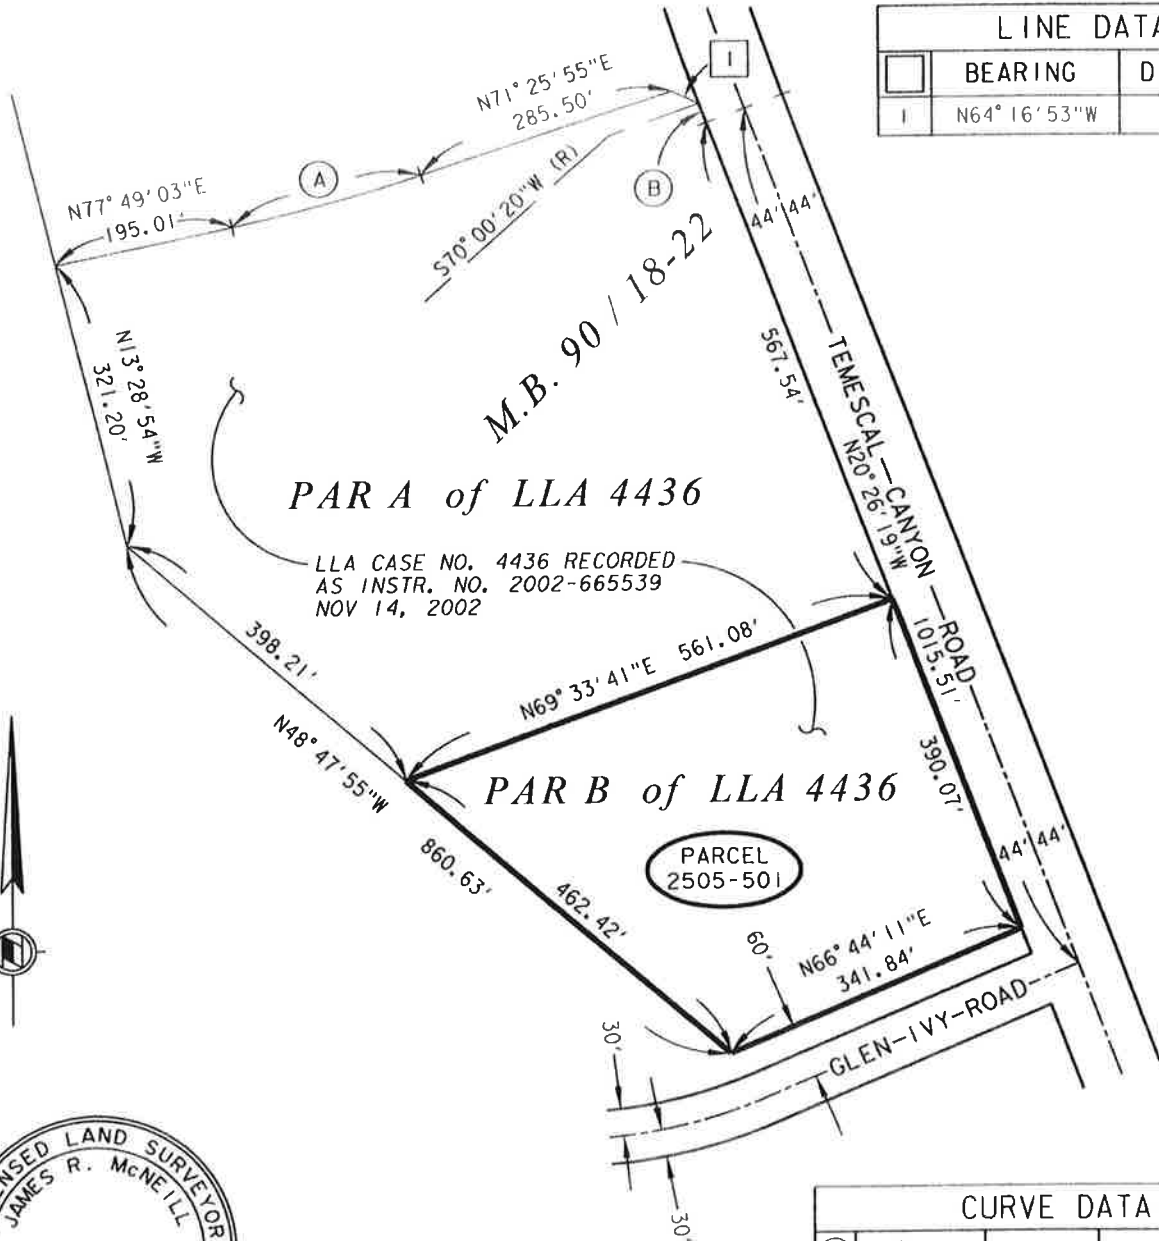 LINE DATA
BEARING D
1 N64°16'53"W
1
N71°25'55"E
285.50'
A
N77°49'03"E
195.01'
S70°00'20"W (R)
B
44' 44'
M.B. 90 / 18-22
N13°28'54"W
321.20'
567.54'
TEMESCAL CANYON ROAD
N20°26'19"W
1015.51'
PAR A of LLA 4436
LLA CASE NO. 4436 RECORDED
AS INSTR. NO. 2002-665539
NOV 14, 2002
398.21'
N69°33'41"E 561.08'
N48°47'55"W
860.63'
PAR B of LLA 4436
390.07'
PARCEL
2505-501
44' 44'
462.42'
60'
N66°44'11"E
341.84'
30'
GLEN-IVY-ROAD
30'
LAND SURVEYOR
JAMES R. McNEILL
CURVE DATA